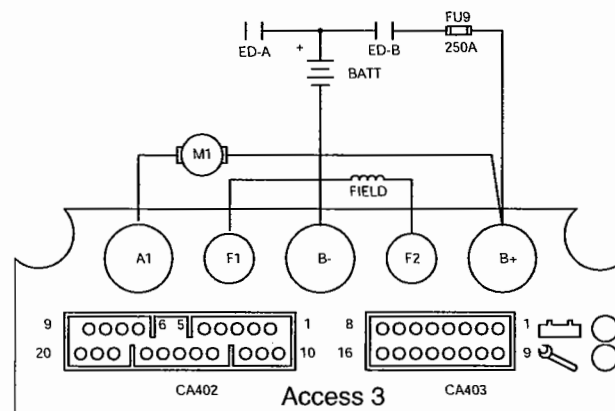 FU9
ED-A + ED-B 250A
BATT
M1
FIELD
A1 F1 B- F2 B+
9 6 5 1 8 1
20 10 16 9
CA402 Access 3 CA403